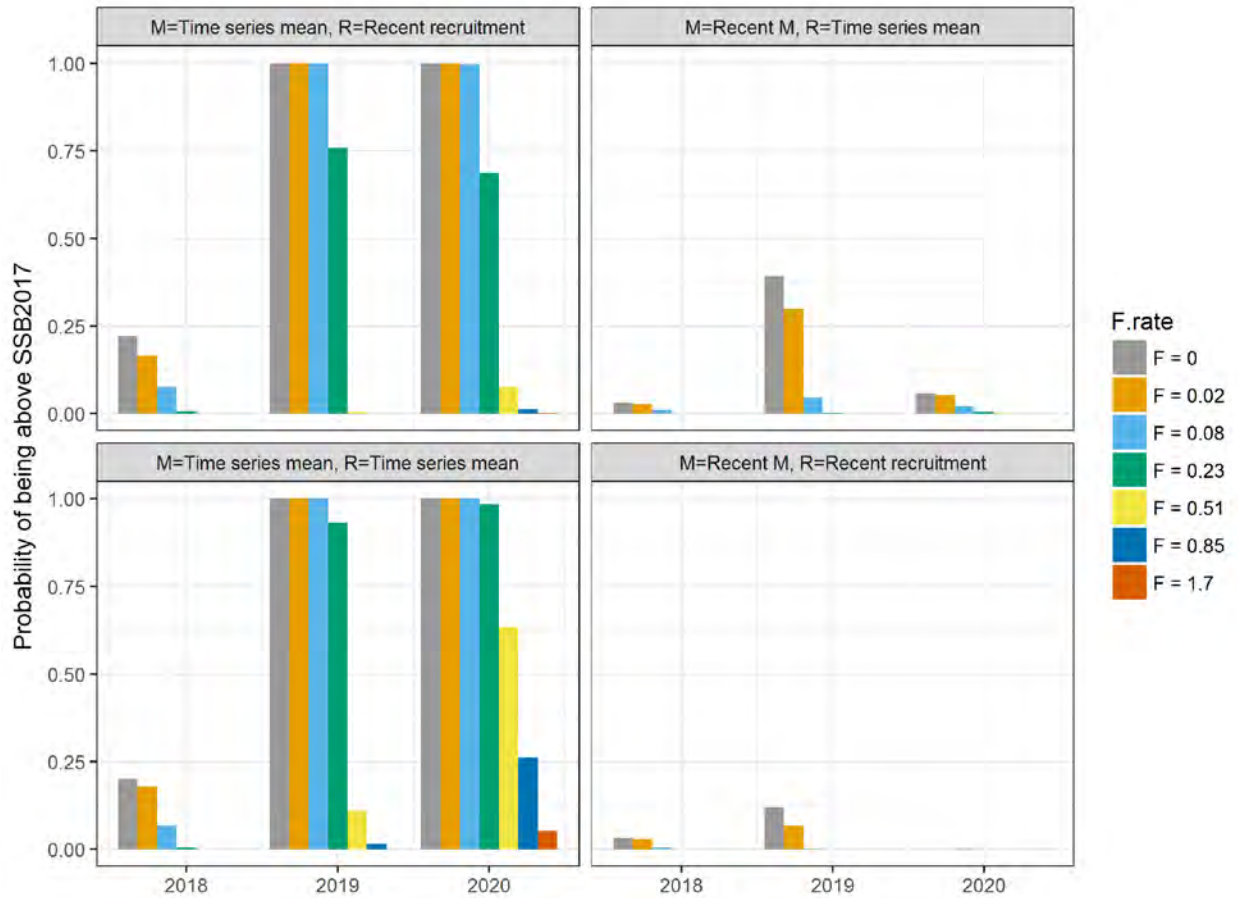 M=Time series mean, R=Recent recruitment
M=Recent M, R=Time series mean
1.00
0.75
0.50
0.25
0.00
M=Time series mean, R=Time series mean
M=Recent M, R=Recent recruitment
1.00
0.75
0.50
0.25
0.00
2018
2019
2020
2018
2019
2020
Probability of being above SSB2017
F.rate
F = 0
F = 0.02
F = 0.08
F = 0.23
F = 0.51
F = 0.85
F = 1.7